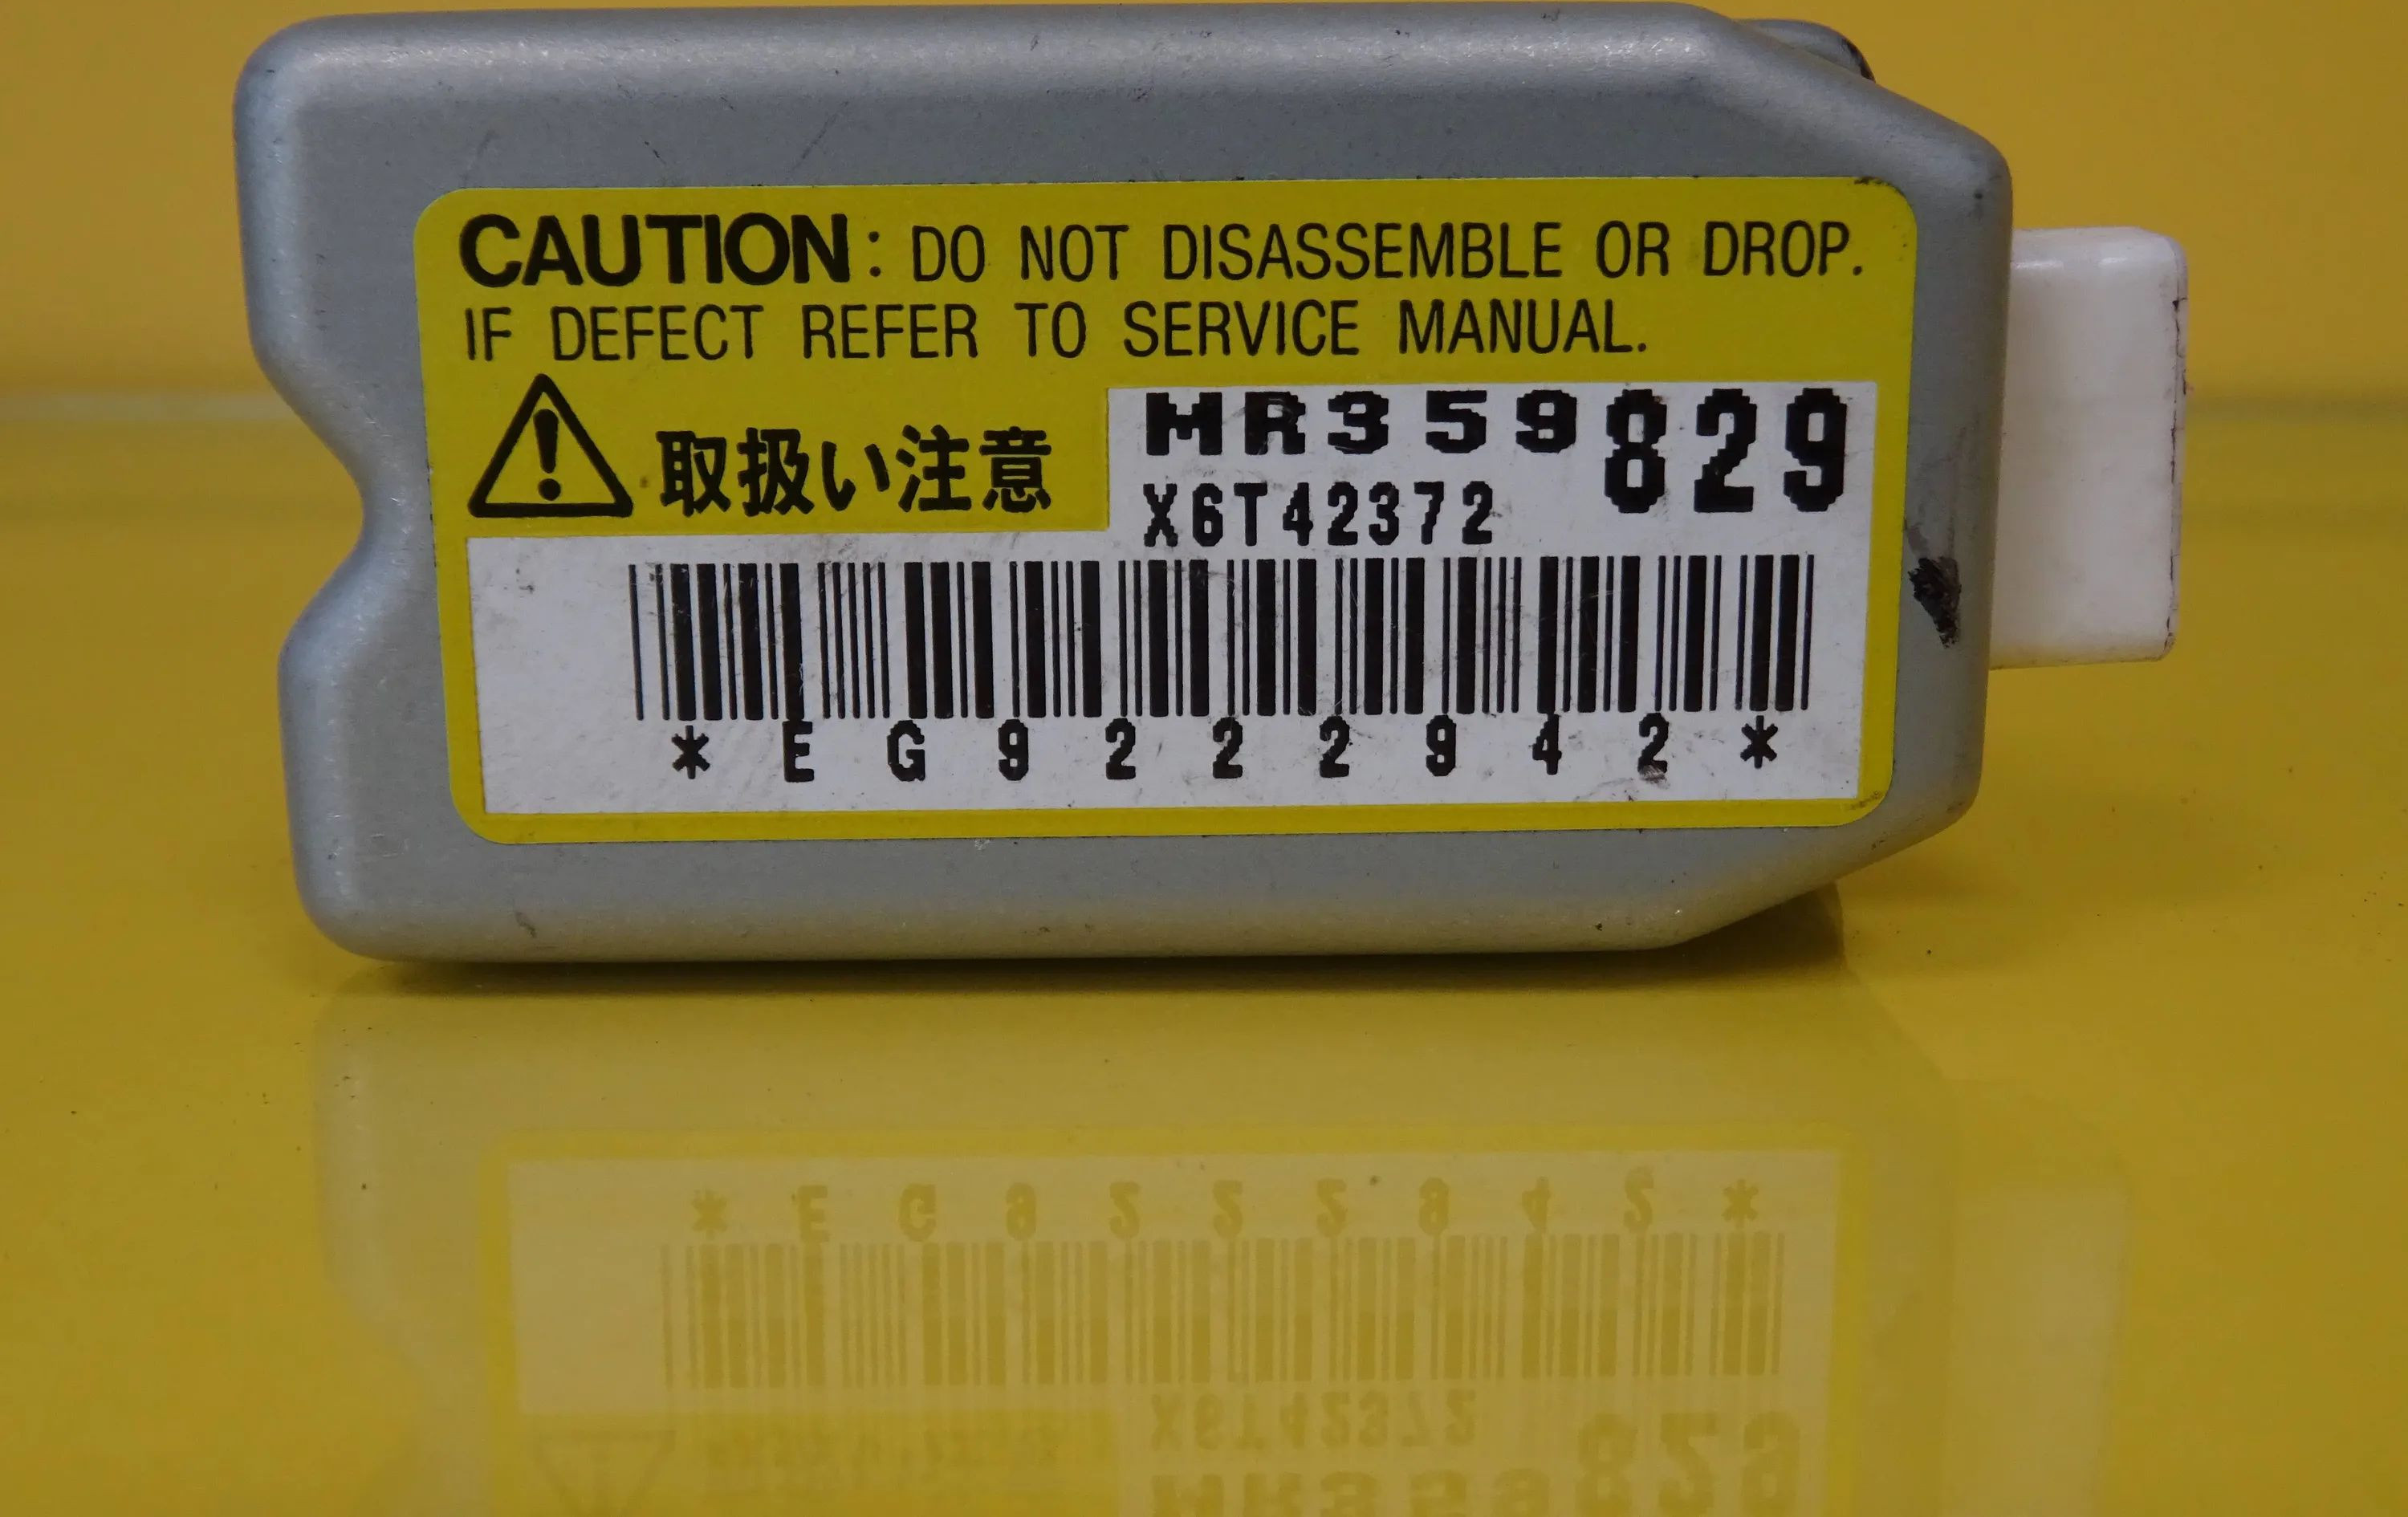 CAUTION: DO NOT DISASSEMBLE OR DROP.
IF DEFECT REFER TO SERVICE MANUAL.
取扱い注意
MR359829
X6T42372
*EG9222942*